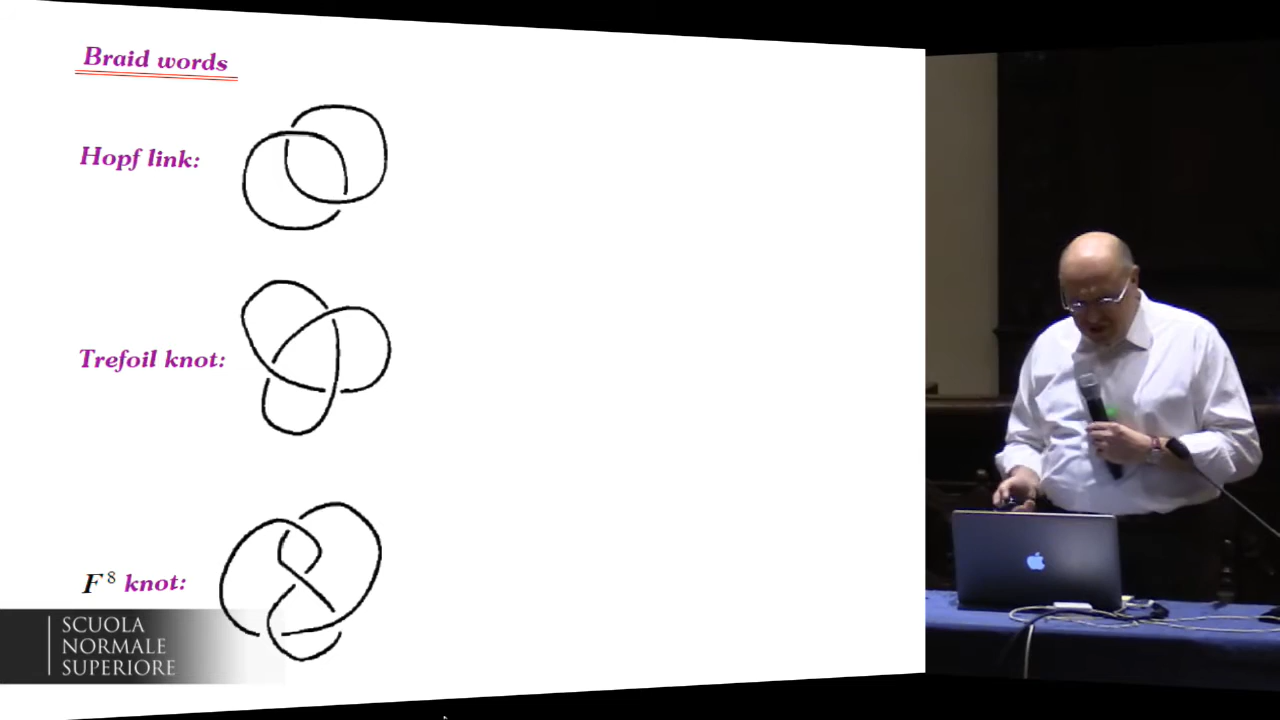 Braid words
Hopf link:
Trefoil knot:
F⁸ knot:
SCUOLA
NORMALE
SUPERIORE